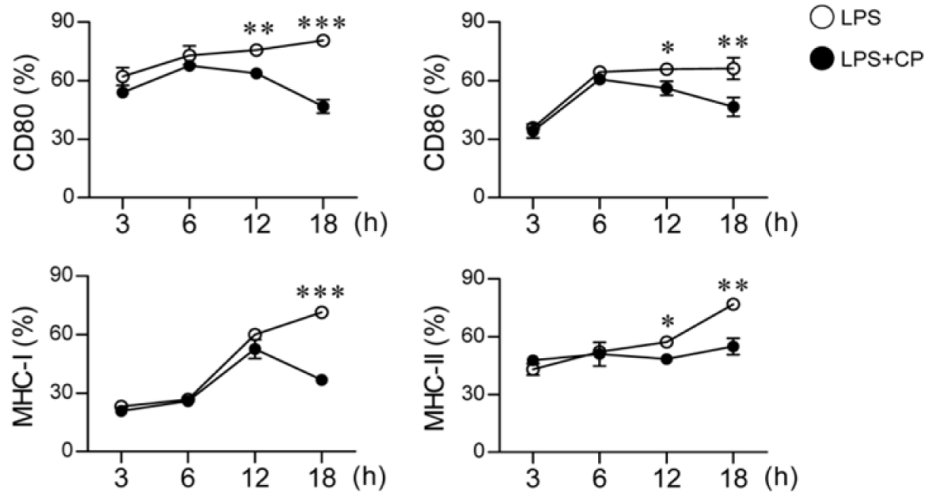 90 60 30 0
CD80 (%)
** ***
3 6 12 18 (h)
90 60 30 0
CD86 (%)
* **
3 6 12 18 (h)
LPS
LPS+CP
90 60 30 0
MHC-I (%)
***
3 6 12 18 (h)
90 60 30 0
MHC-II (%)
* **
3 6 12 18 (h)